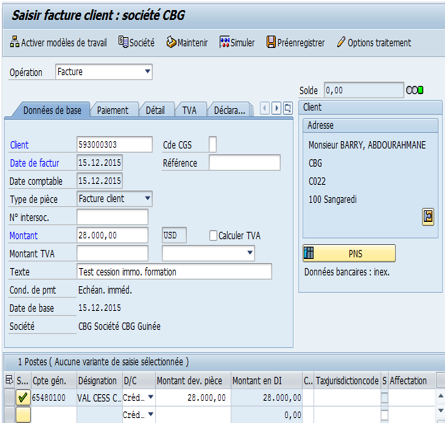 Saisir facture client : société CBG
Activer modèles de travail Société Maintenir Simuler Préenregistrer Options traitement
Opération Facture
Solde 0,00
Données de base Paiement Détail TVA Déclara...
Client
Adresse
Monsieur BARRY, ABDOURAHMANE
CBG
C022
100 Sangaredi
PNS
Données bancaires : inex.
Client 593000303 Cde CGS
Date de factur 15.12.2015 Référence
Date comptable 15.12.2015
Type de pièce Facture client
N° intersoc.
Montant 28.000,00 USD Calculer TVA
Montant TVA
Texte Test cession immo. formation
Cond. de pmt Echéan. imméd.
Date de base 15.12.2015
Société CBG Société CBG Guinée
1 Postes ( Aucune variante de saisie sélectionnée )
S... Cpte gén. Désignation D/C Montant dev. pièce Montant en DI C.. Taxjurisdictioncode S Affectation
65480100 VAL CESS C.. Créd.. 28.000,00 28.000,00
Créd.. 0,00